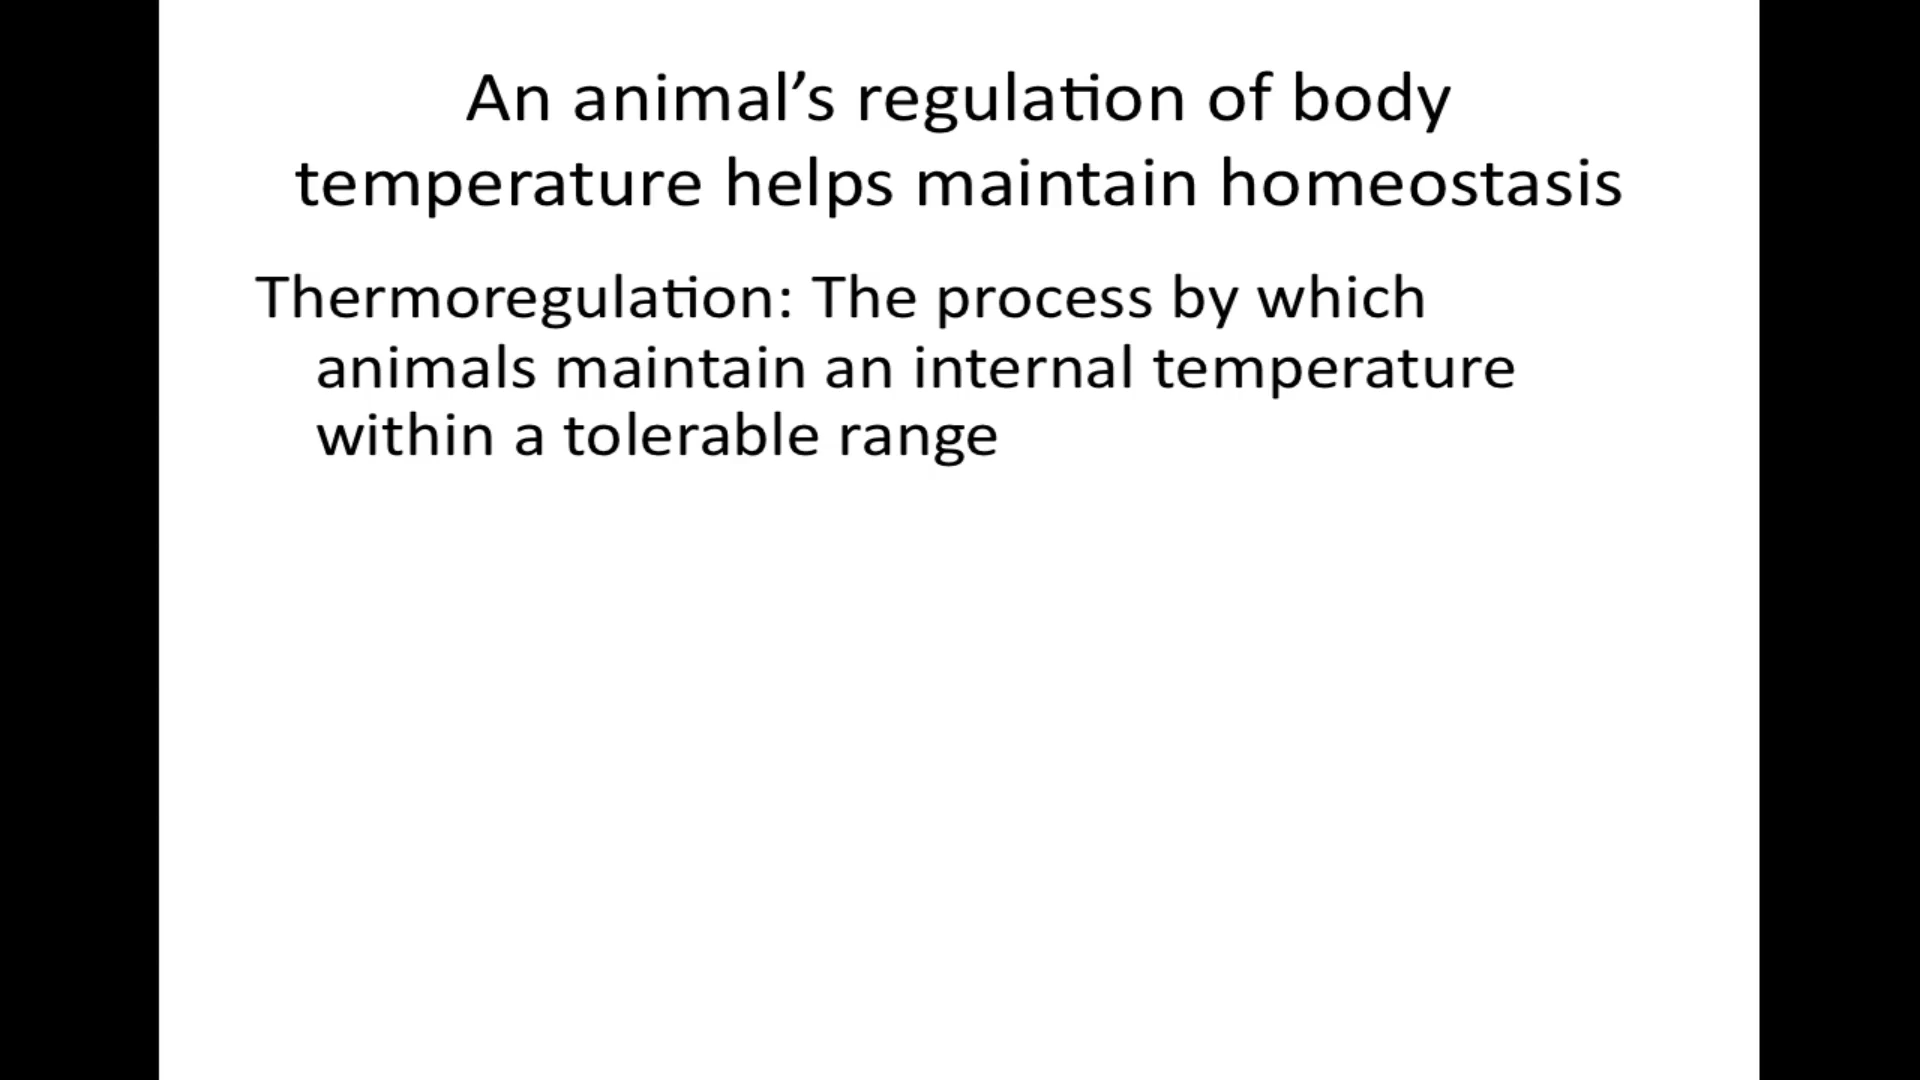 An animal’s regulation of body
temperature helps maintain homeostasis
Thermoregulation: The process by which
animals maintain an internal temperature
within a tolerable range